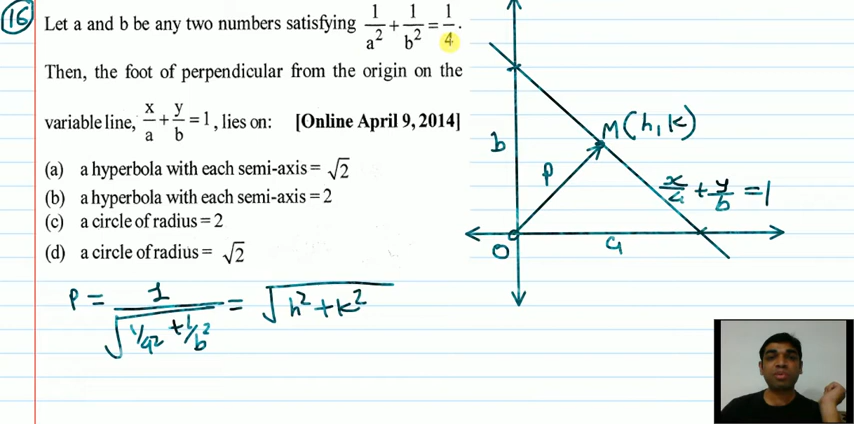 16
Let a and b be any two numbers satisfying 1/a² + 1/b² = 1/4.
Then, the foot of perpendicular from the origin on the
variable line, x/a + y/b = 1, lies on: [Online April 9, 2014]
(a) a hyperbola with each semi-axis = √2
(b) a hyperbola with each semi-axis = 2
(c) a circle of radius = 2
(d) a circle of radius = √2
P = 1/√(1/a² + 1/b²) = √(h² + k²)
M(h, k)
b
P
x/a + y/b = 1
O
a